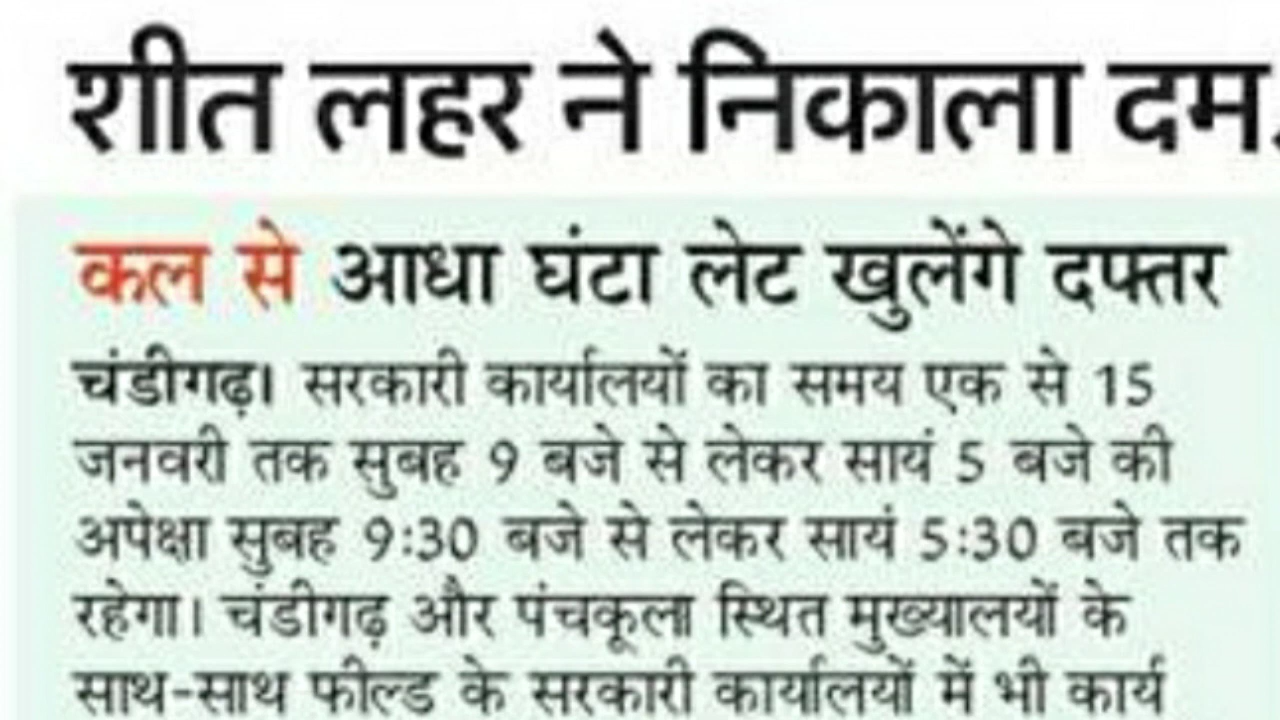 शीत लहर ने निकाला दम.
कल से आधा घंटा लेट खुलेंगे दफ्तर
चंडीगढ़। सरकारी कार्यालयों का समय एक से 15
जनवरी तक सुबह 9 बजे से लेकर सायं 5 बजे की
अपेक्षा सुबह 9:30 बजे से लेकर सायं 5:30 बजे तक
रहेगा। चंडीगढ़ और पंचकूला स्थित मुख्यालयों के
साथ-साथ फील्ड के सरकारी कार्यालयों में भी कार्य